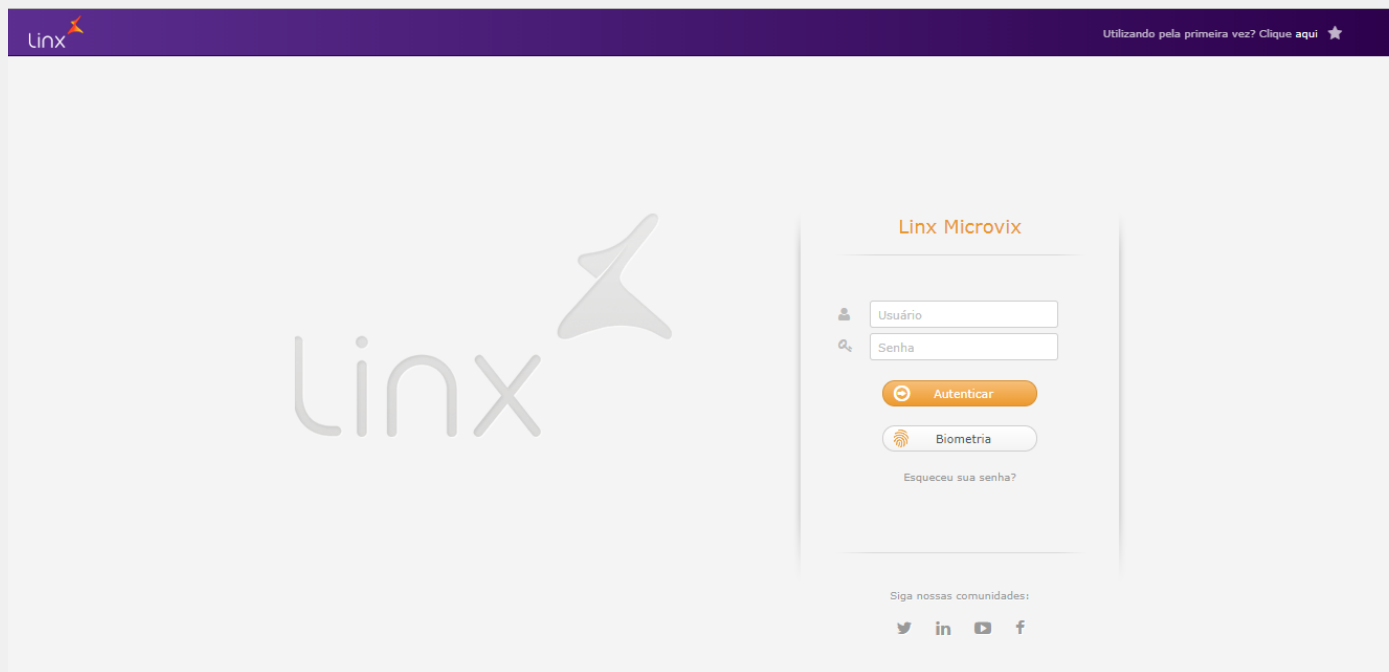 Linx
Utilizando pela primeira vez? Clique aqui
Linx
Linx Microvix
Usuário
Senha
Autenticar
Biometria
Esqueceu sua senha?
Siga nossas comunidades: